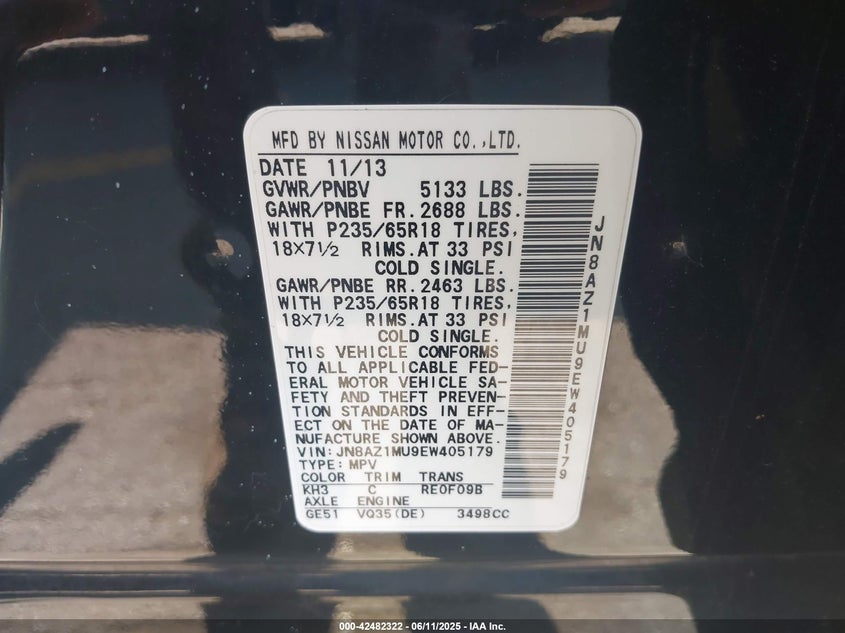 MFD BY NISSAN MOTOR CO.,LTD.
DATE 11/13
GVWR/PNBV 5133 LBS.
GAWR/PNBE FR. 2688 LBS.
WITH P235/65R18 TIRES,
18×7½ RIMS. AT 33 PSI
COLD SINGLE.
GAWR/PNBE RR. 2463 LBS.
WITH P235/65R18 TIRES,
18×7½ RIMS. AT 33 PSI
COLD SINGLE.
THIS VEHICLE CONFORMS
TO ALL APPLICABLE FED-
ERAL MOTOR VEHICLE SA-
FETY AND THEFT PREVEN-
TION STANDARDS IN EFF-
ECT ON THE DATE OF MA-
NUFACTURE SHOWN ABOVE.
VIN: JN8AZ1MU9EW405179
TYPE: MPV
COLOR TRIM TRANS
KH3 C RE0F09B
AXLE ENGINE
GE51 VQ35(DE) 3498CC
JN8AZ1MU9EW405179
000-42482322 - 06/11/2025 - IAA Inc.